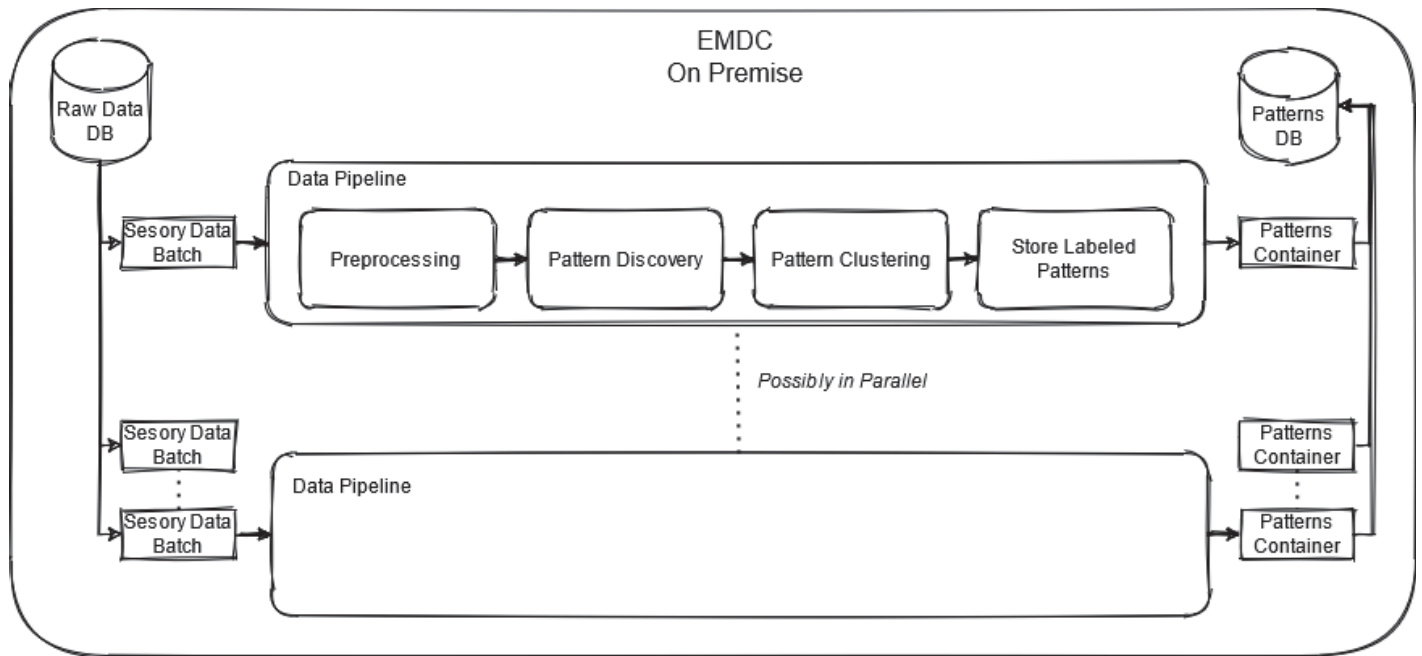 EMDC
On Premise
Raw Data
DB
Patterns
DB
Data Pipeline
Sesory Data
Batch
Preprocessing
Pattern Discovery
Pattern Clustering
Store Labeled
Patterns
Patterns
Container
Possibly in Parallel
Sesory Data
Batch
Patterns
Container
Data Pipeline
Sesory Data
Batch
Patterns
Container